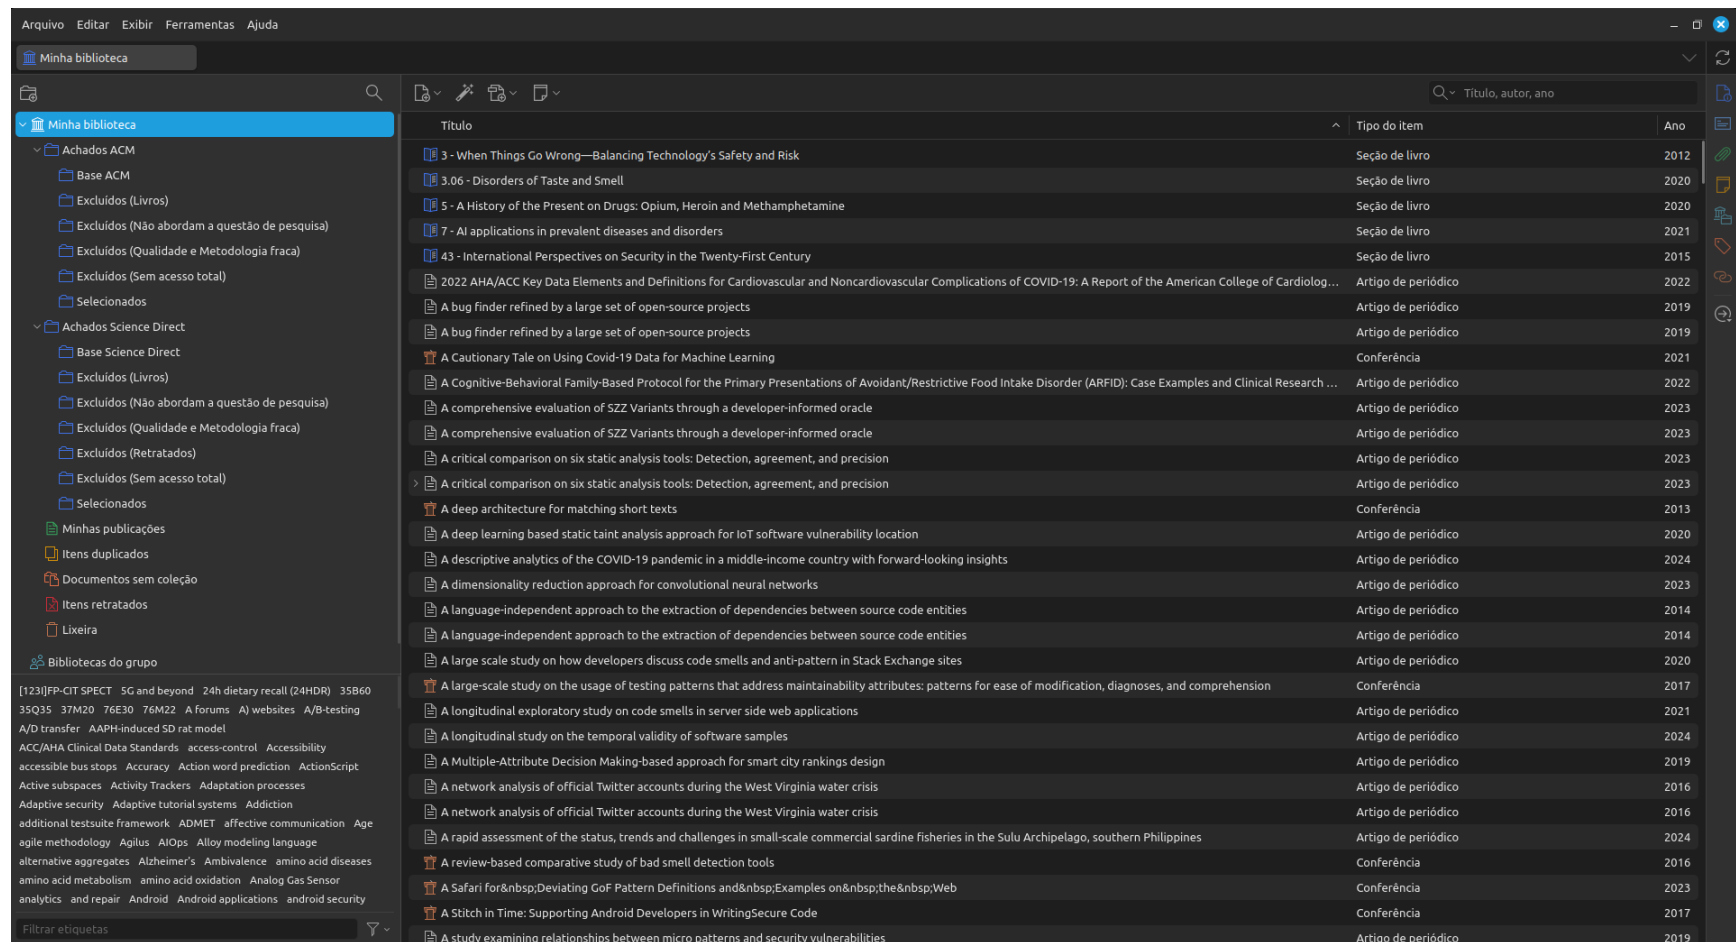 Arquivo Editar Exibir Ferramentas Ajuda
Minha biblioteca
Título, autor, ano
Minha biblioteca
Achados ACM
Base ACM
Excluídos (Livros)
Excluídos (Não abordam a questão de pesquisa)
Excluídos (Qualidade e Metodologia fraca)
Excluídos (Sem acesso total)
Selecionados
Achados Science Direct
Base Science Direct
Excluídos (Livros)
Excluídos (Não abordam a questão de pesquisa)
Excluídos (Qualidade e Metodologia fraca)
Excluídos (Retratados)
Excluídos (Sem acesso total)
Selecionados
Minhas publicações
Itens duplicados
Documentos sem coleção
Itens retratados
Lixeira
Bibliotecas do grupo
[123I]FP-CIT SPECT 5G and beyond 24h dietary recall (24HDR) 35B60
35Q35 37M20 76E30 76M22 A forums A) websites A/B-testing
A/D transfer AAPH-induced SD rat model
ACC/AHA Clinical Data Standards access-control Accessibility
accessible bus stops Accuracy Action word prediction ActionScript
Active subspaces Activity Trackers Adaptation processes
Adaptive security Adaptive tutorial systems Addiction
additional testsuite framework ADMET affective communication Age
agile methodology Agilus AIOps Alloy modeling language
alternative aggregates Alzheimer's Ambivalence amino acid diseases
amino acid metabolism amino acid oxidation Analog Gas Sensor
analytics and repair Android Android applications android security
Filtrar etiquetas
Título Tipo do item Ano
3 - When Things Go Wrong—Balancing Technology's Safety and Risk Seção de livro 2012
3.06 - Disorders of Taste and Smell Seção de livro 2020
5 - A History of the Present on Drugs: Opium, Heroin and Methamphetamine Seção de livro 2020
7 - AI applications in prevalent diseases and disorders Seção de livro 2021
43 - International Perspectives on Security in the Twenty-First Century Seção de livro 2015
2022 AHA/ACC Key Data Elements and Definitions for Cardiovascular and Noncardiovascular Complications of COVID-19: A Report of the American College of Cardiolog... Artigo de periódico 2022
A bug finder refined by a large set of open-source projects Artigo de periódico 2019
A bug finder refined by a large set of open-source projects Artigo de periódico 2019
A Cautionary Tale on Using Covid-19 Data for Machine Learning Conferência 2021
A Cognitive-Behavioral Family-Based Protocol for the Primary Presentations of Avoidant/Restrictive Food Intake Disorder (ARFID): Case Examples and Clinical Research ... Artigo de periódico 2022
A comprehensive evaluation of SZZ Variants through a developer-informed oracle Artigo de periódico 2023
A comprehensive evaluation of SZZ Variants through a developer-informed oracle Artigo de periódico 2023
A critical comparison on six static analysis tools: Detection, agreement, and precision Artigo de periódico 2023
A critical comparison on six static analysis tools: Detection, agreement, and precision Artigo de periódico 2023
A deep architecture for matching short texts Conferência 2013
A deep learning based static taint analysis approach for IoT software vulnerability location Artigo de periódico 2020
A descriptive analytics of the COVID-19 pandemic in a middle-income country with forward-looking insights Artigo de periódico 2024
A dimensionality reduction approach for convolutional neural networks Artigo de periódico 2023
A language-independent approach to the extraction of dependencies between source code entities Artigo de periódico 2014
A language-independent approach to the extraction of dependencies between source code entities Artigo de periódico 2014
A large scale study on how developers discuss code smells and anti-pattern in Stack Exchange sites Artigo de periódico 2020
A large-scale study on the usage of testing patterns that address maintainability attributes: patterns for ease of modification, diagnoses, and comprehension Conferência 2017
A longitudinal exploratory study on code smells in server side web applications Artigo de periódico 2021
A longitudinal study on the temporal validity of software samples Artigo de periódico 2024
A Multiple-Attribute Decision Making-based approach for smart city rankings design Artigo de periódico 2019
A network analysis of official Twitter accounts during the West Virginia water crisis Artigo de periódico 2016
A network analysis of official Twitter accounts during the West Virginia water crisis Artigo de periódico 2016
A rapid assessment of the status, trends and challenges in small-scale commercial sardine fisheries in the Sulu Archipelago, southern Philippines Artigo de periódico 2024
A review-based comparative study of bad smell detection tools Conferência 2016
A Safari for&nbsp;Deviating GoF Pattern Definitions and&nbsp;Examples on&nbsp;the&nbsp;Web Conferência 2023
A Stitch in Time: Supporting Android Developers in WritingSecure Code Conferência 2017
A study examining relationships between micro patterns and security vulnerabilities Artigo de periódico 2019